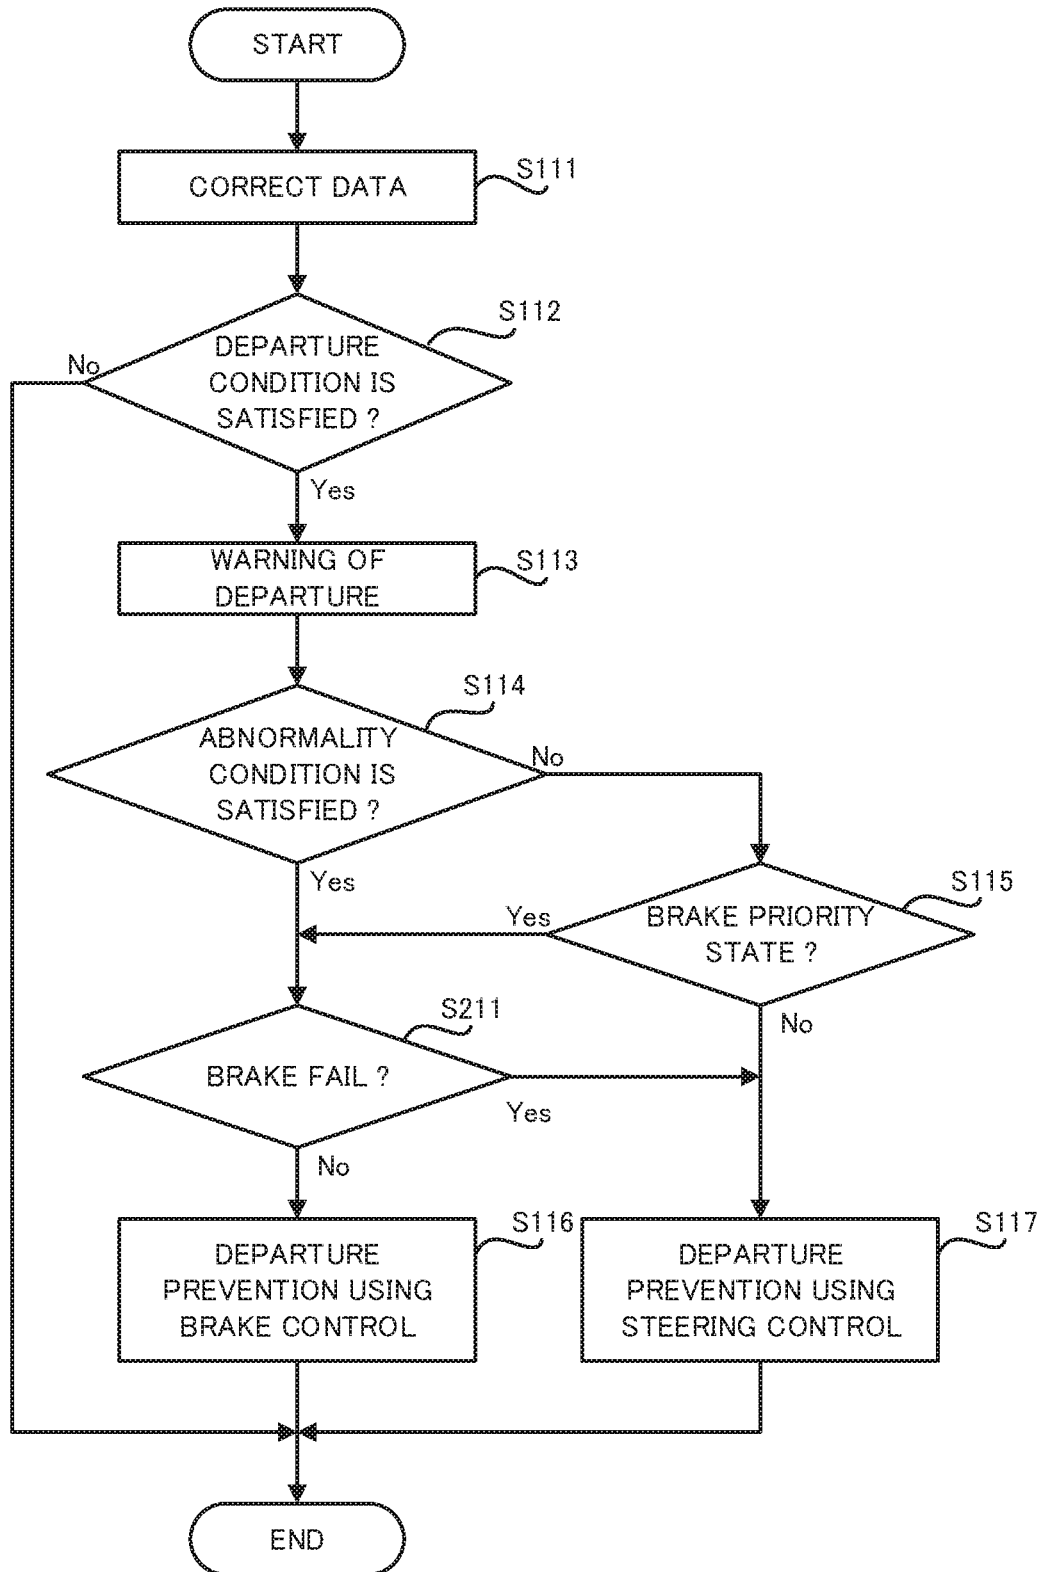 START
CORRECT DATA
S111
S112
DEPARTURE
CONDITION IS
SATISFIED ?
No
Yes
WARNING OF
DEPARTURE
S113
S114
ABNORMALITY
CONDITION IS
SATISFIED ?
No
Yes
S115
BRAKE PRIORITY
STATE ?
Yes
No
S211
BRAKE FAIL ?
Yes
No
S116
DEPARTURE
PREVENTION USING
BRAKE CONTROL
S117
DEPARTURE
PREVENTION USING
STEERING CONTROL
END